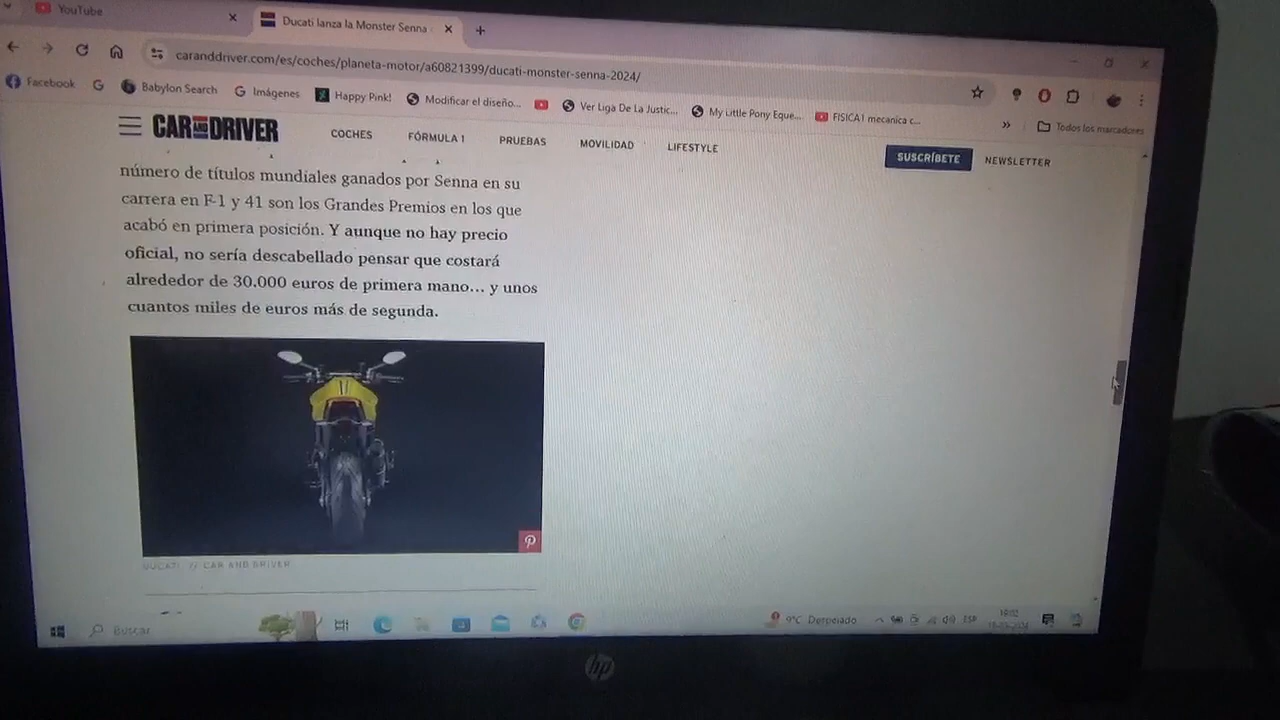 YouTube
Ducati lanza la Monster Senna
caranddriver.com/es/coches/planeta-motor/a60821399/ducati-monster-senna-2024/
Facebook
G
Babylon Search
G Imágenes
Happy Pink!
Modificar el diseño...
Ver Liga De La Justic...
My Little Pony Eque...
FISICA I mecanica c...
»
Todos los marcadores
CAR AND DRIVER
COCHES
FÓRMULA 1
PRUEBAS
MOVILIDAD
LIFESTYLE
SUSCRÍBETE
NEWSLETTER
número de títulos mundiales ganados por Senna en su
carrera en F-1 y 41 son los Grandes Premios en los que
acabó en primera posición. Y aunque no hay precio
oficial, no sería descabellado pensar que costará
alrededor de 30.000 euros de primera mano... y unos
cuantos miles de euros más de segunda.
DUCATI // CAR AND DRIVER
Buscar
9°C Despejado
ESP
hp